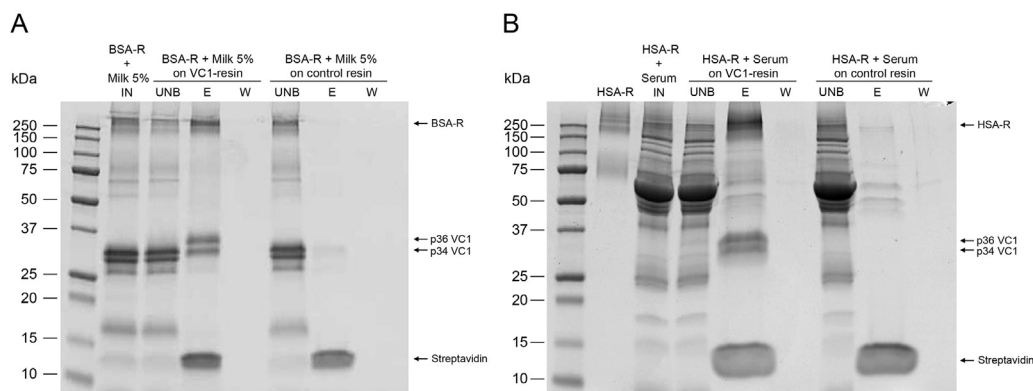 A
BSA-R
+
Milk 5%
IN
BSA-R + Milk 5%
on VC1-resin
UNB E W
BSA-R + Milk 5%
on control resin
UNB E W
kDa
250
150
100
75
50
37
25
20
15
10
BSA-R
p36 VC1
p34 VC1
Streptavidin
B
HSA-R
HSA-R
+
Serum
IN
HSA-R + Serum
on VC1-resin
UNB E W
HSA-R + Serum
on control resin
UNB E W
kDa
250
150
100
75
50
37
25
20
15
10
HSA-R
p36 VC1
p34 VC1
Streptavidin